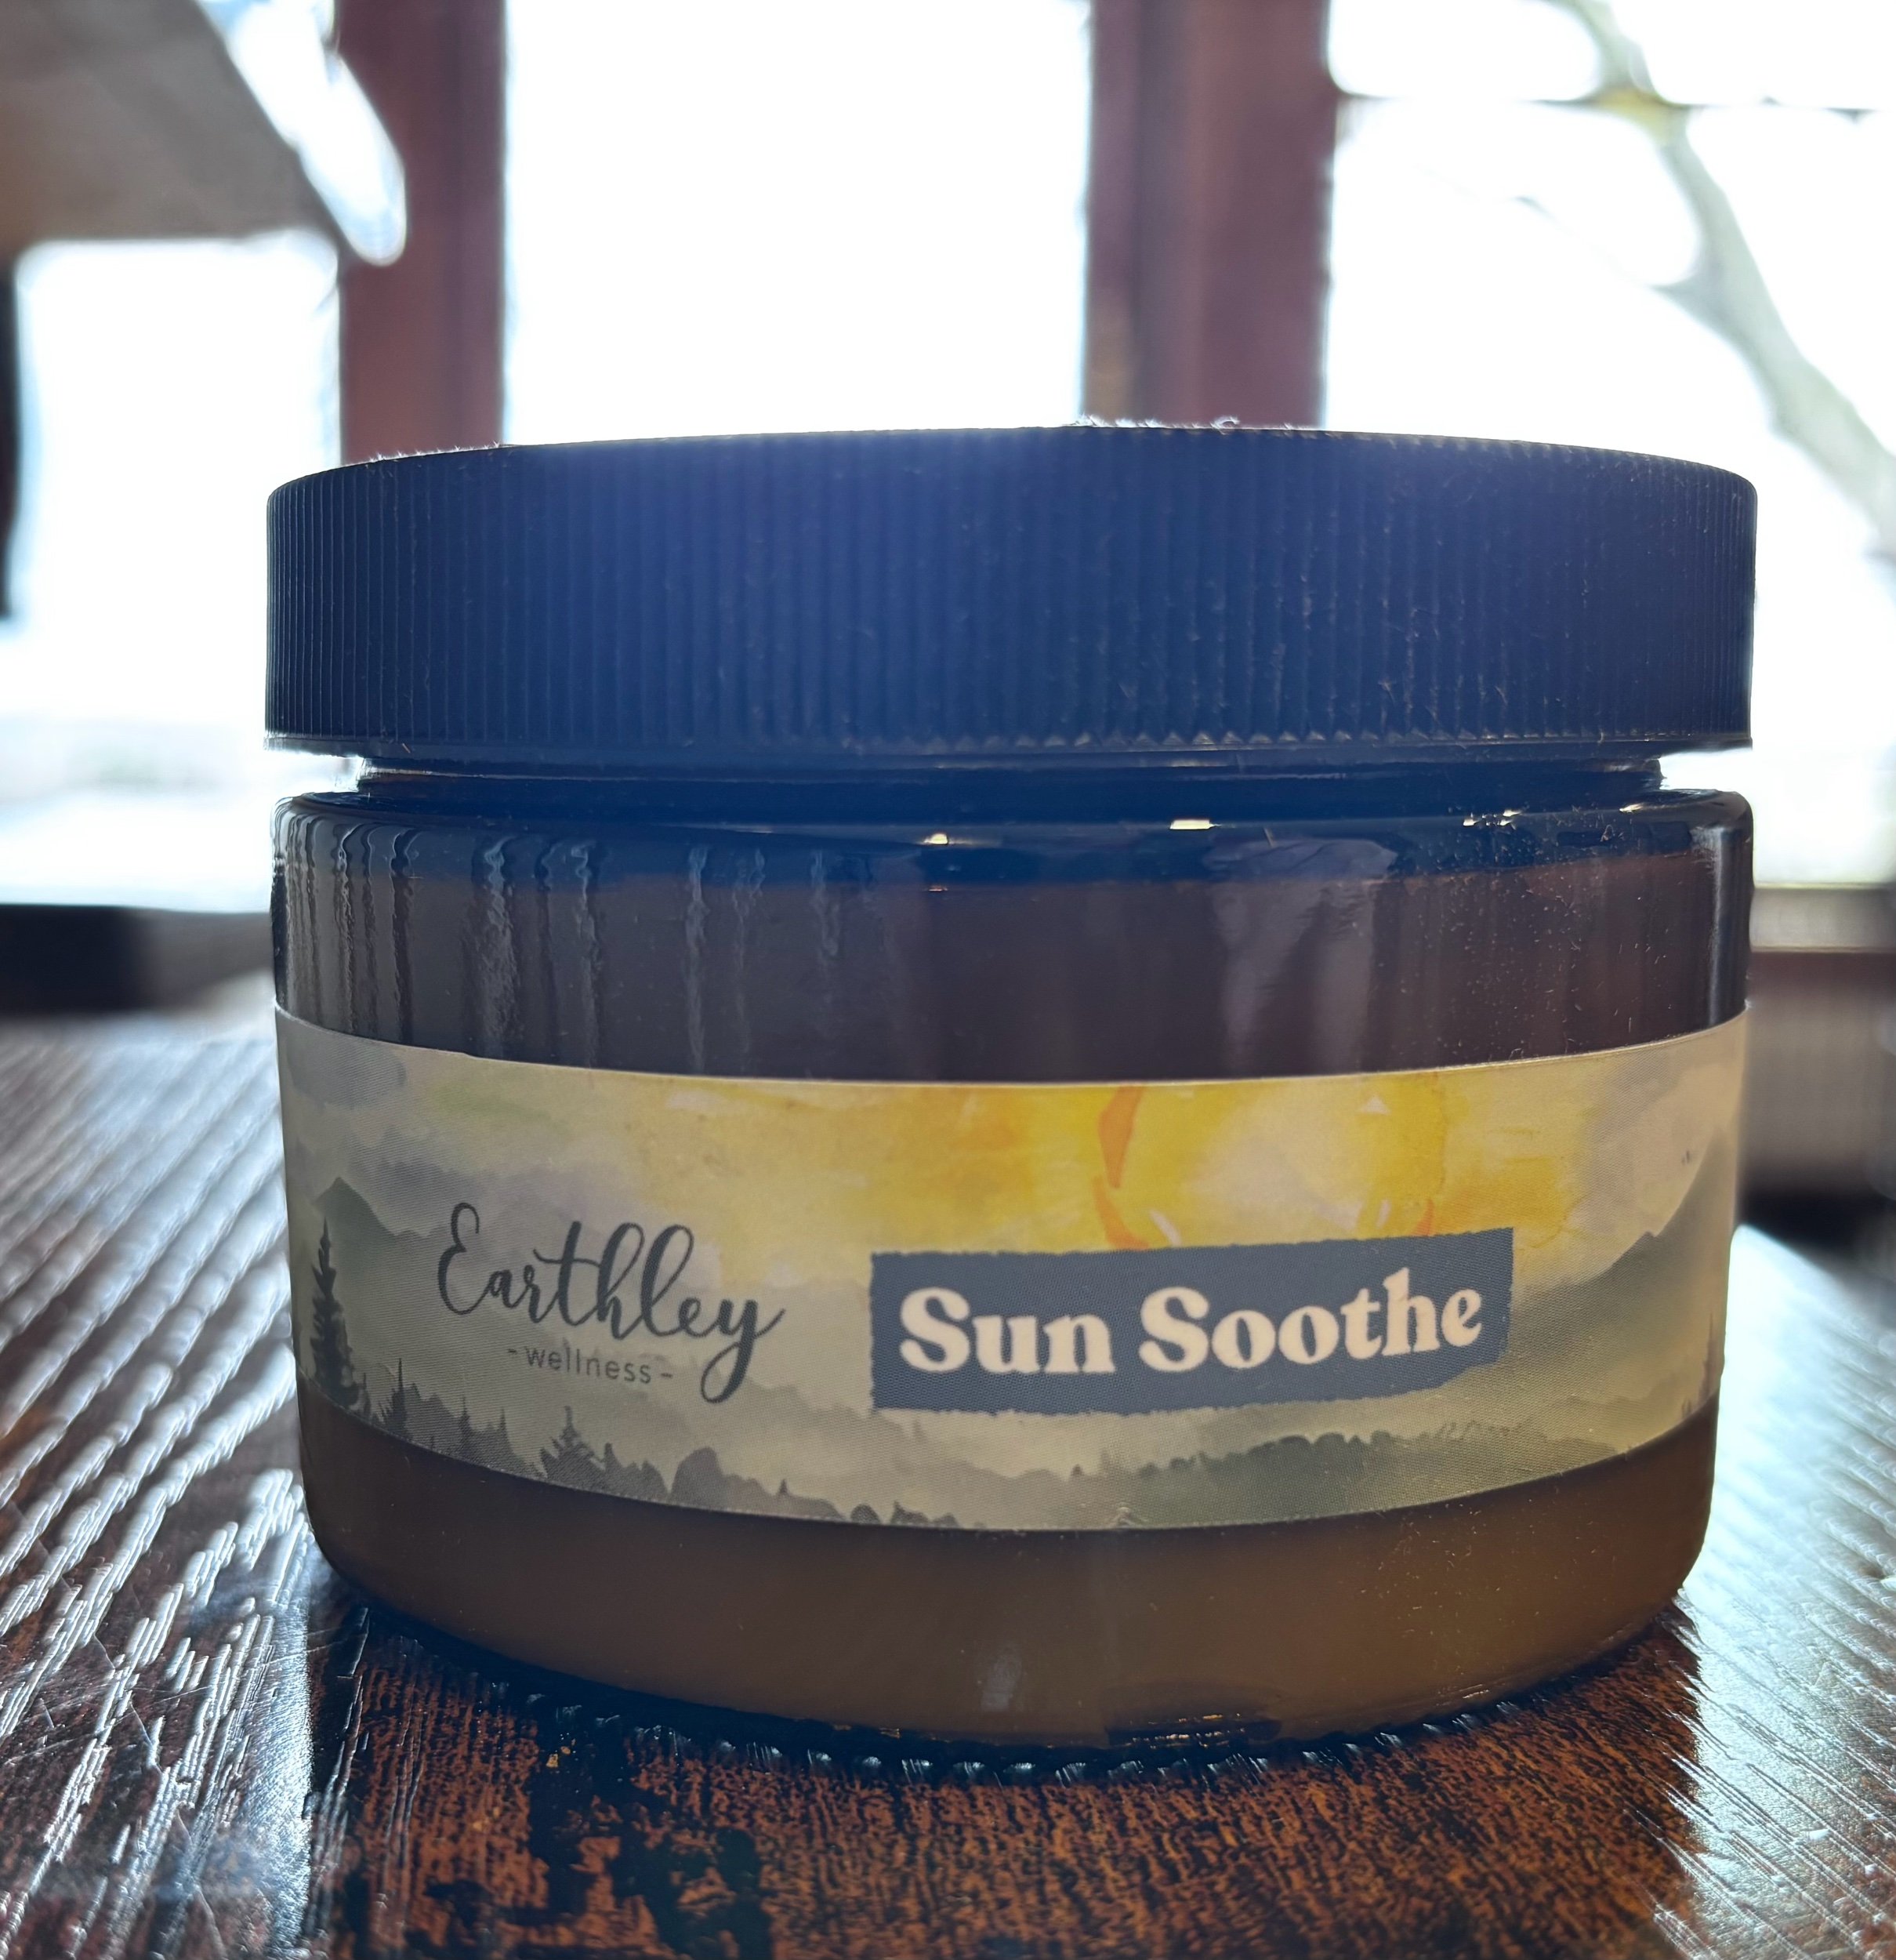 Earthley
-wellness-
Sun Soothe